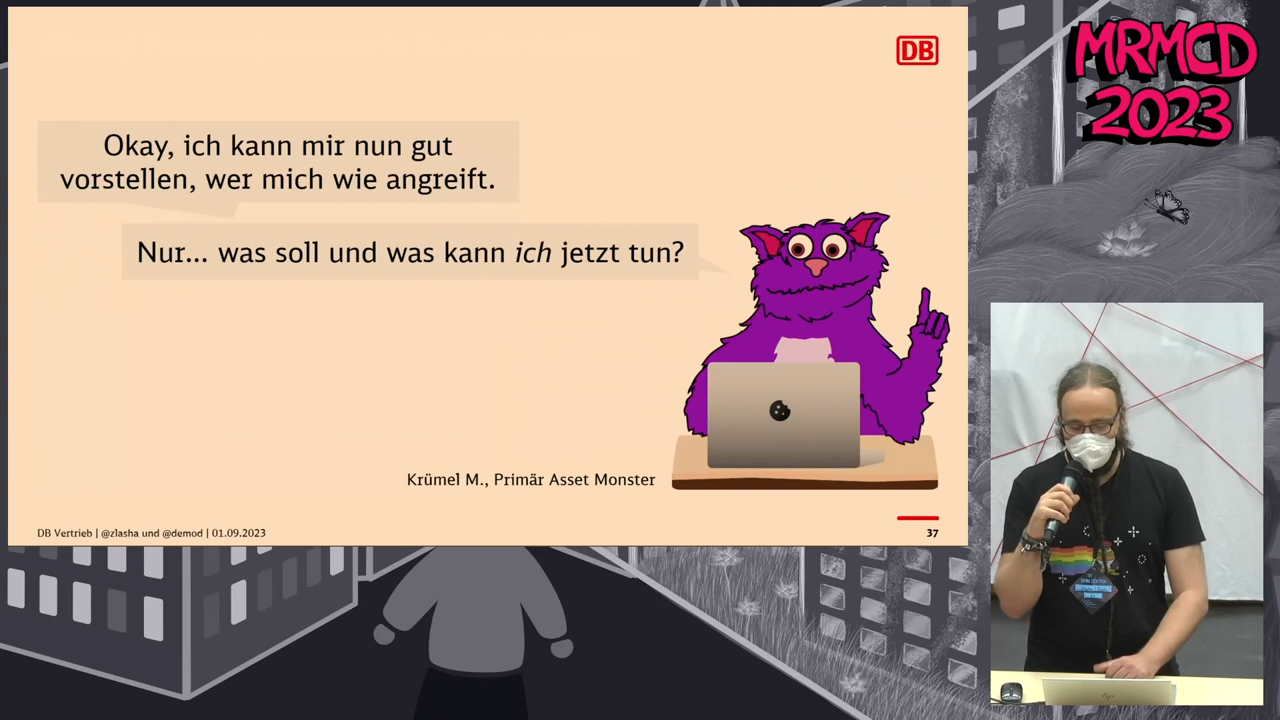 DB
MRMCD
2023
Okay, ich kann mir nun gut
vorstellen, wer mich wie angreift.
Nur... was soll und was kann ich jetzt tun?
Krümel M., Primär Asset Monster
DB Vertrieb | @zlasha und @demod | 01.09.2023
37